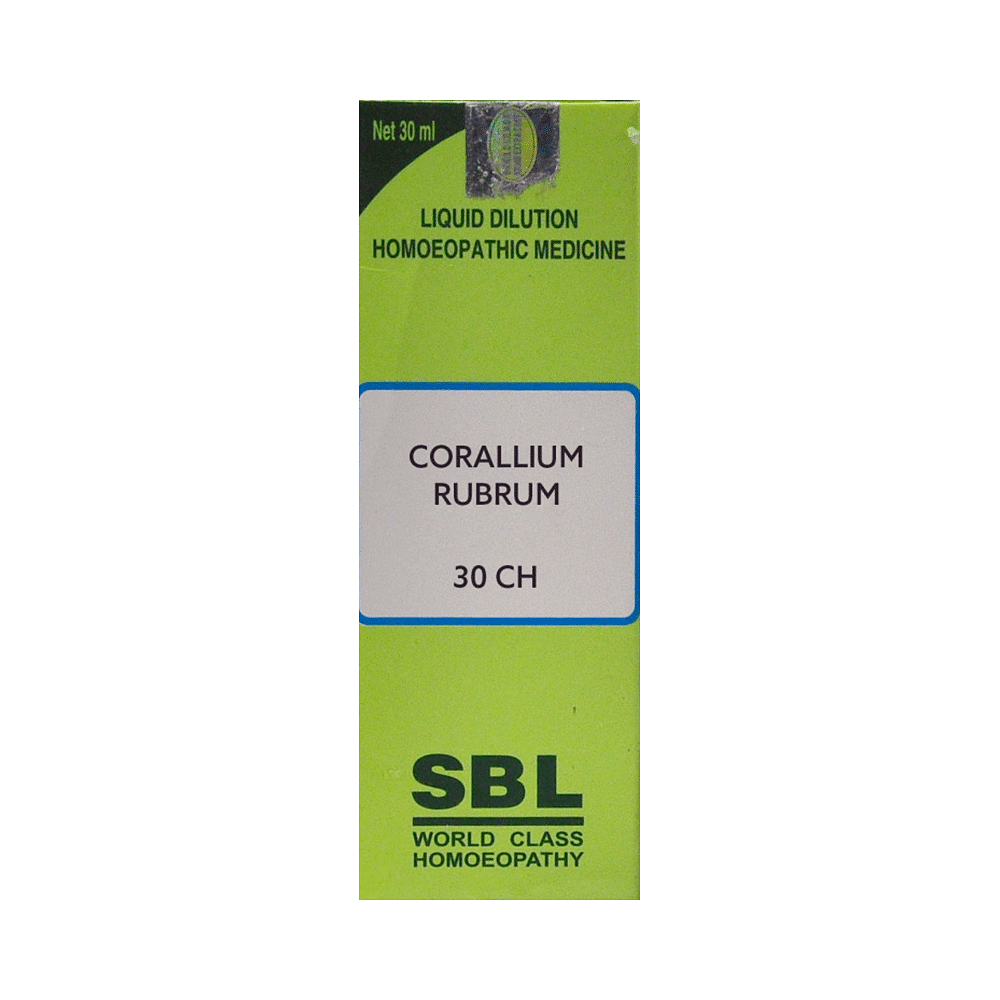 Net 30 ml
LIQUID DILUTION
HOMOEOPATHIC MEDICINE
CORALLIUM
RUBRUM
30 CH
SBL
WORLD CLASS
HOMOEOPATHY